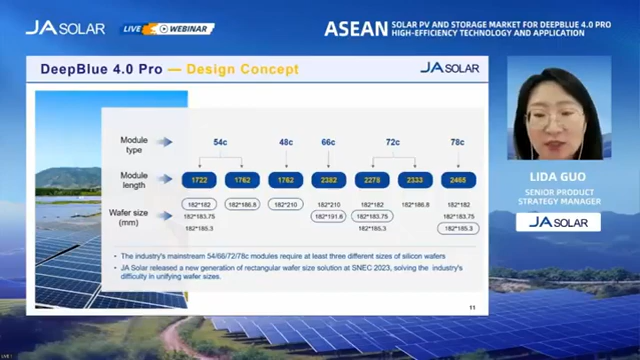 JA SOLAR
LIVE WEBINAR
ASEAN SOLAR PV AND STORAGE MARKET FOR DEEPBLUE 4.0 PRO
HIGH-EFFICIENCY TECHNOLOGY AND APPLICATION
DeepBlue 4.0 Pro — Design Concept
JA SOLAR
Module type 54c 48c 66c 72c 78c
Module length 1722 1762 1762 2382 2278 2333 2465
Wafer size (mm) 182*182 182*186.8 182*210 182*210 182*182 182*186.8 182*182
182*183.75 182*191.6 182*183.75 182*183.75
182*185.3 182*185.3 182*185.3
• The industry's mainstream 54/66/72/78c modules require at least three different sizes of silicon wafers
• JA Solar released a new generation of rectangular wafer size solution at SNEC 2023, solving the industry's
difficulty in unifying wafer sizes.
11
LIDA GUO
SENIOR PRODUCT
STRATEGY MANAGER
JA SOLAR